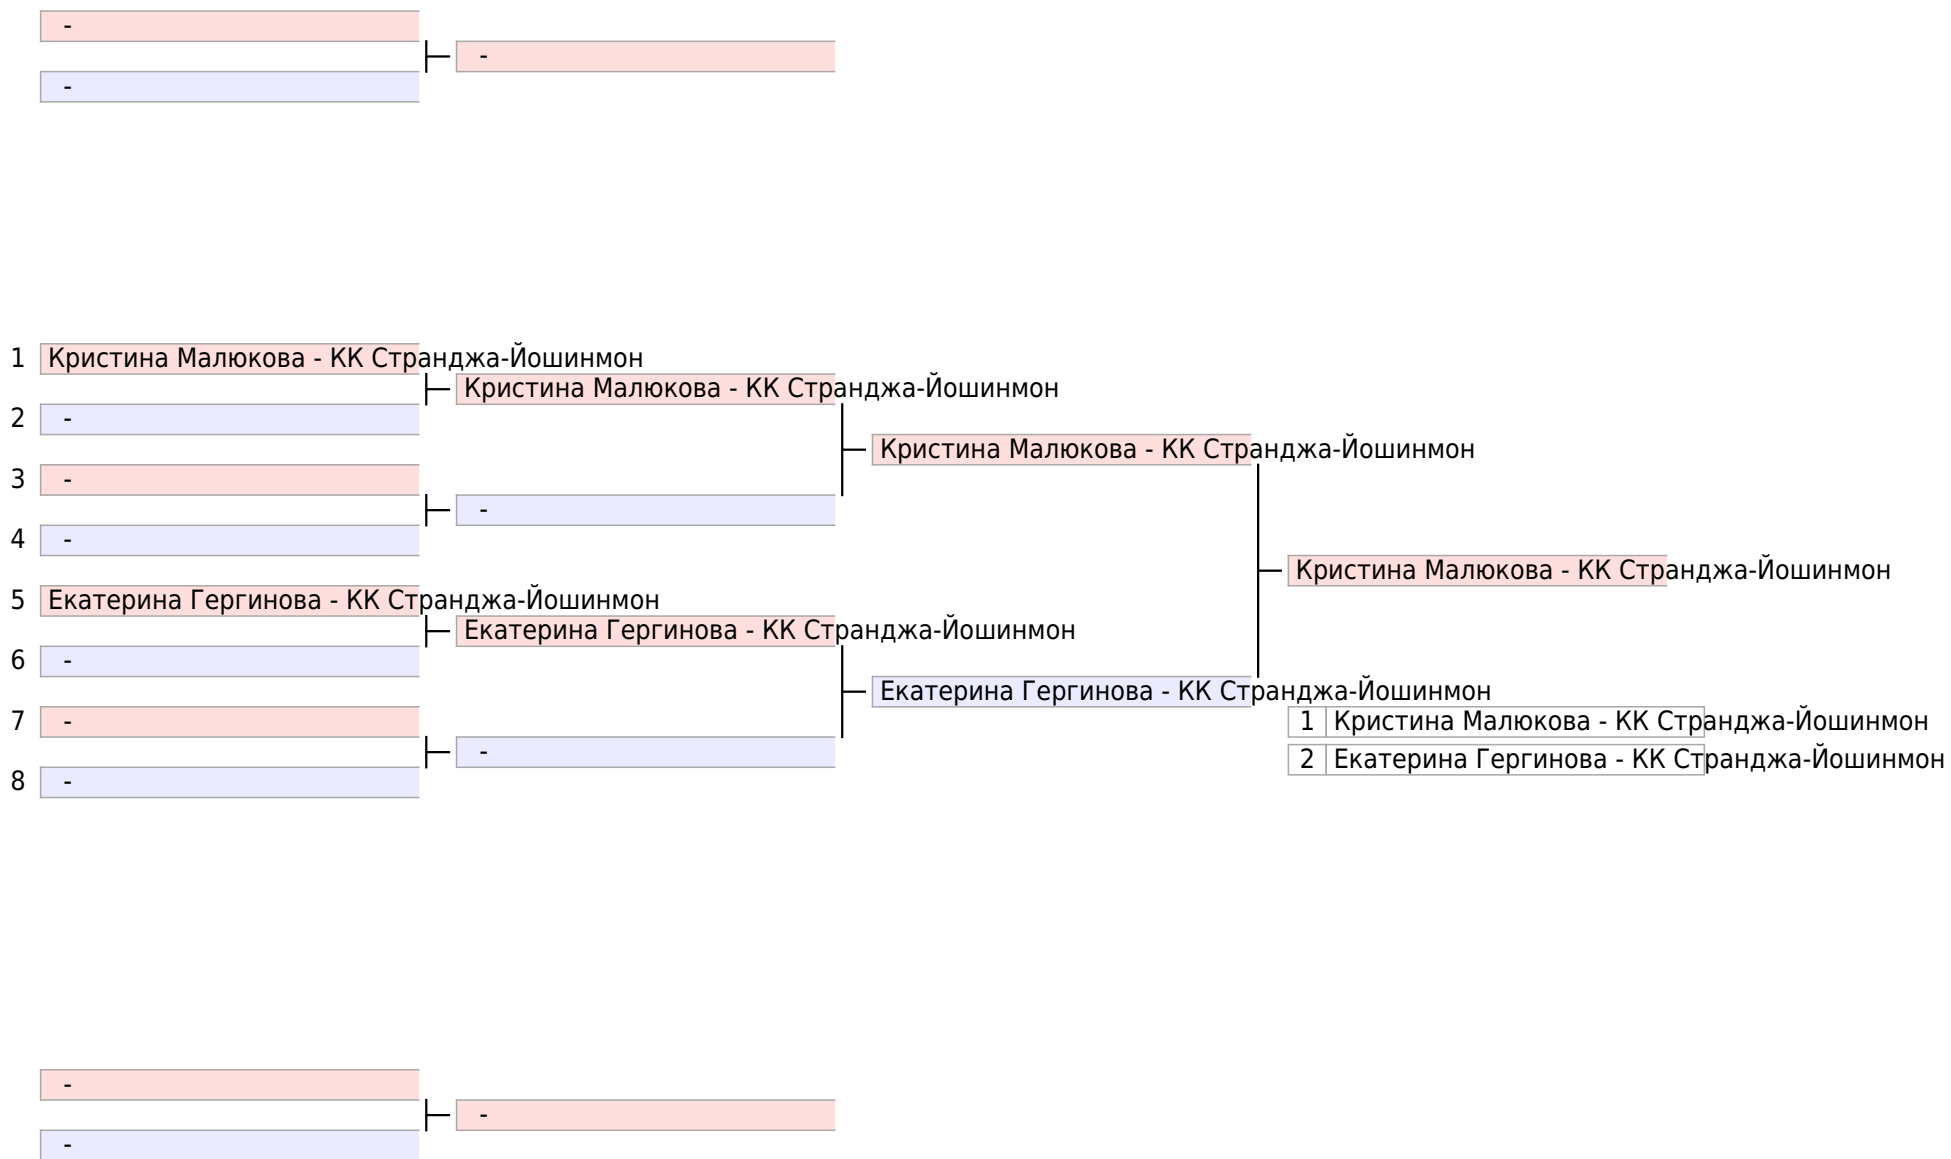 -
-
-
1 Кристина Малюкова - КК Странджа-Йошинмон
Кристина Малюкова - КК Странджа-Йошинмон
2 -
Кристина Малюкова - КК Странджа-Йошинмон
3 -
-
4 -
Кристина Малюкова - КК Странджа-Йошинмон
5 Екатерина Гергинова - КК Странджа-Йошинмон
Екатерина Гергинова - КК Странджа-Йошинмон
6 -
Екатерина Гергинова - КК Странджа-Йошинмон
7 -
1 Кристина Малюкова - КК Странджа-Йошинмон
-
2 Екатерина Гергинова - КК Странджа-Йошинмон
8 -
-
-
-